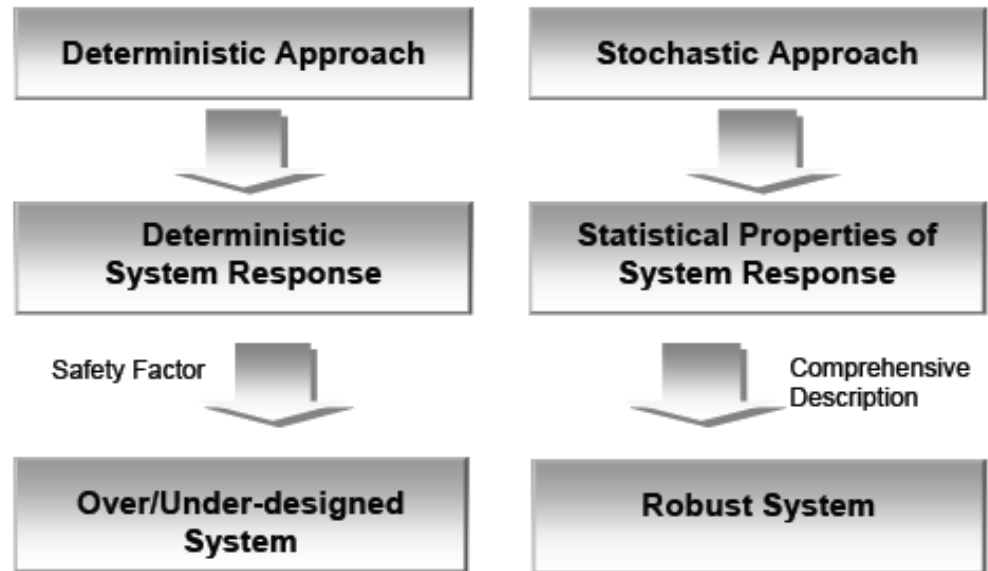 Deterministic Approach
Stochastic Approach
Deterministic
System Response
Statistical Properties of
System Response
Safety Factor
Comprehensive
Description
Over/Under-designed
System
Robust System